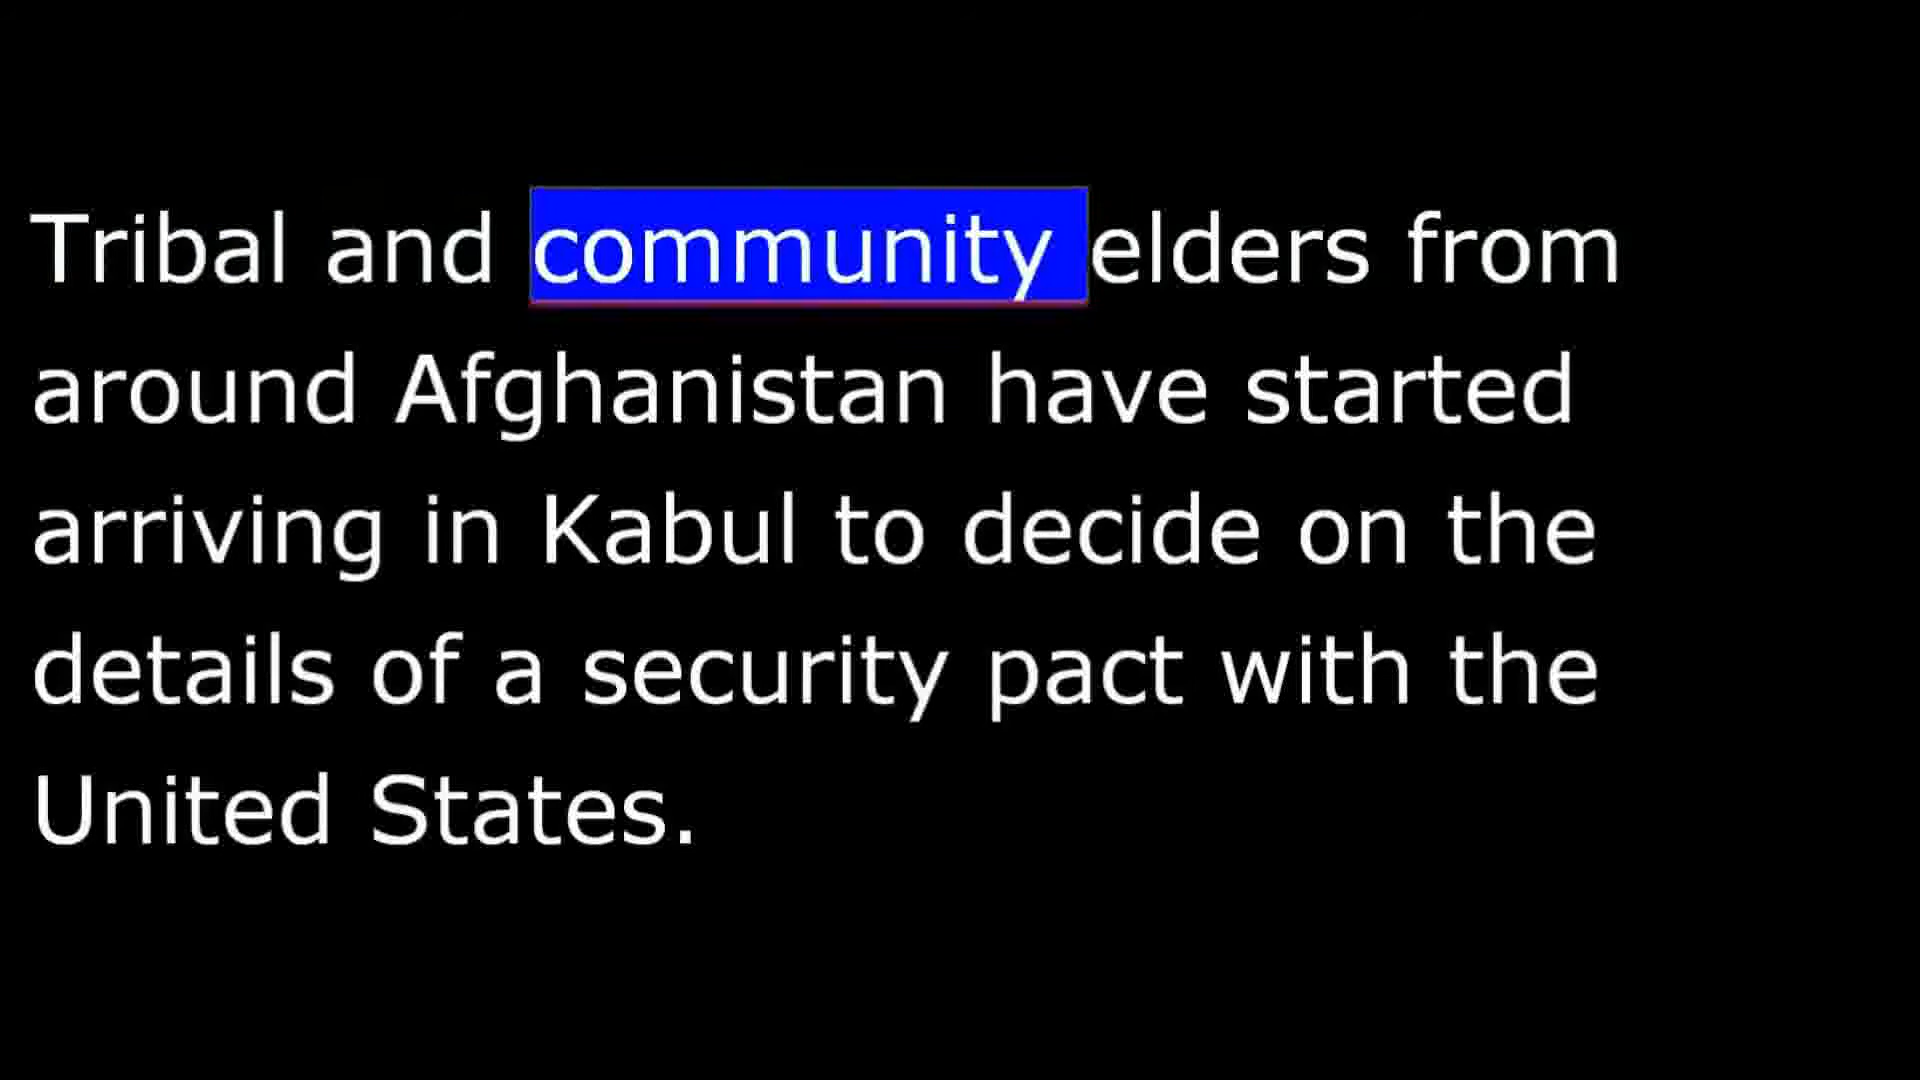 Tribal and community elders from
around Afghanistan have started
arriving in Kabul to decide on the
details of a security pact with the
United States.